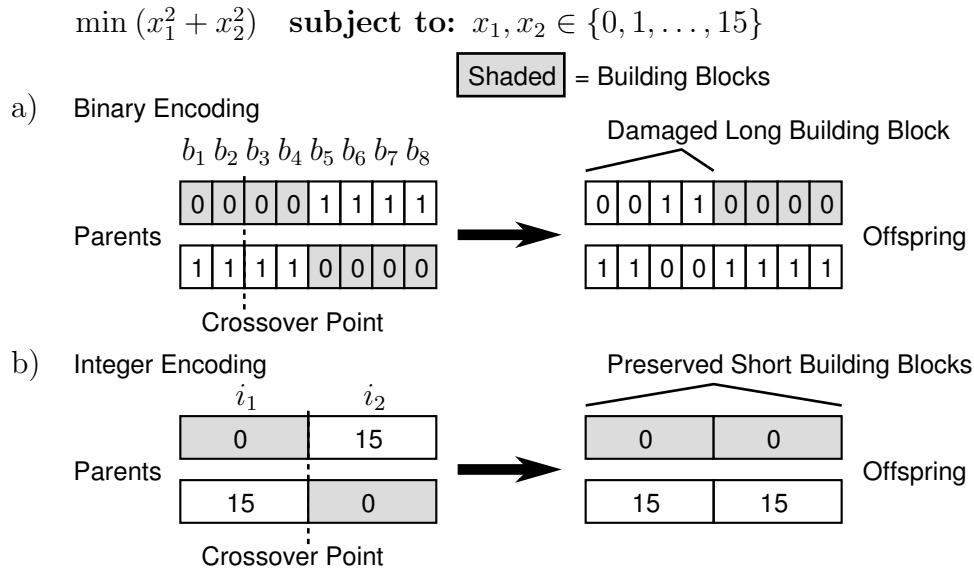 min (x₁² + x₂²) subject to: x₁, x₂ ∈ {0, 1, . . . , 15}
Shaded = Building Blocks
a) Binary Encoding
Damaged Long Building Block
b₁ b₂ b₃ b₄ b₅ b₆ b₇ b₈
0 0 0 0 1 1 1 1
0 0 1 1 0 0 0 0
Parents
Offspring
1 1 1 1 0 0 0 0
1 1 0 0 1 1 1 1
Crossover Point
b) Integer Encoding
Preserved Short Building Blocks
i₁ i₂
0 15
0 0
Parents
Offspring
15 0
15 15
Crossover Point